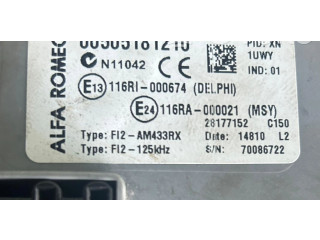 ALFA ROMEO
PID: XN
N11042
1UWY
IND: 01
E13 116RI-000674 (DELPHI)
E24 116RA-000021 (MSY)
28177152 C150
Type: FI2-AM433RX Date: 14810 L2
Type: FI2-125kHz S/N: 70086722